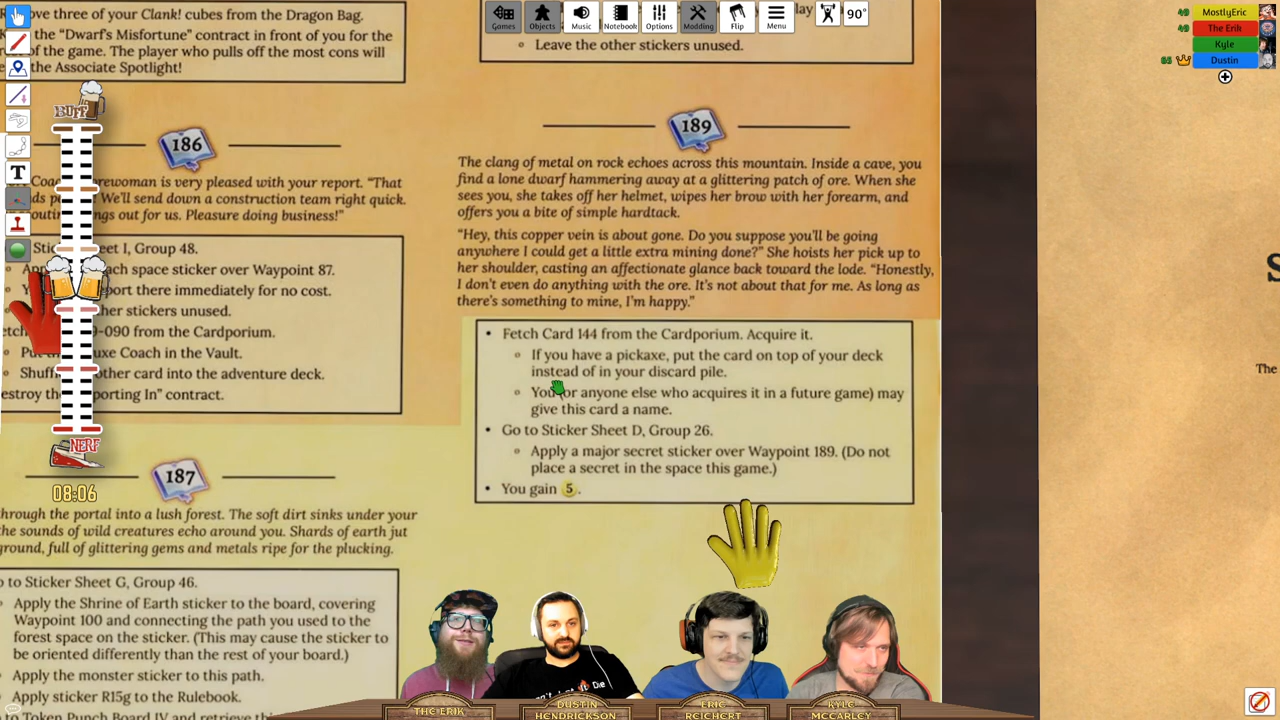 ove three of your Clank! cubes from the Dragon Bag.
the "Dwarf's Misfortune" contract in front of you for the
of the game. The player who pulls off the most cons will
the Associate Spotlight!
BUFF
186
rewoman is very pleased with your report. "That
We'll send down a construction team right quick.
ngs out for us. Pleasure doing business!"
Sticker Sheet I, Group 48.
ach space sticker over Waypoint 87.
port there immediately for no cost.
her stickers unused.
from the Cardporium.
Coach in the Vault.
other card into the adventure deck.
contract.
NERF
08:06
187
through the portal into a lush forest. The soft dirt sinks under your
the sounds of wild creatures echo around you. Shards of earth jut
ground, full of glittering gems and metals ripe for the plucking.
to Sticker Sheet G, Group 46.
Apply the Shrine of Earth sticker to the board, covering
Waypoint 100 and connecting the path you used to the
forest space on the sticker. (This may cause the sticker to
be oriented differently than the rest of your board.)
Apply the monster sticker to this path.
Apply sticker R15g to the Rulebook.
to Token Punch Board IV and retrieve
Games
Objects
Music
Notebook
Options
Modding
Flip
Menu
90°
Leave the other stickers unused.
189
The clang of metal on rock echoes across this mountain. Inside a cave, you
find a lone dwarf hammering away at a glittering patch of ore. When she
sees you, she takes off her helmet, wipes her brow with her forearm, and
offers you a bite of simple hardtack.
"Hey, this copper vein is about gone. Do you suppose you'll be going
anywhere I could get a little extra mining done?" She hoists her pick up to
her shoulder, casting an affectionate glance back toward the lode. "Honestly,
I don't even do anything with the ore. It's not about that for me. As long as
there's something to mine, I'm happy."
• Fetch Card 144 from the Cardporium. Acquire it.
If you have a pickaxe, put the card on top of your deck
instead of in your discard pile.
You (or anyone else who acquires it in a future game) may
give this card a name.
• Go to Sticker Sheet D, Group 26.
Apply a major secret sticker over Waypoint 189. (Do not
place a secret in the space this game.)
• You gain 5.
49 MostlyEric
49 The Erik
Kyle
86 Dustin
S
The
T
THE ERIK
DUSTIN
HENDRICKSON
ERIC
REICHERT
KYLE
MCCARLEY